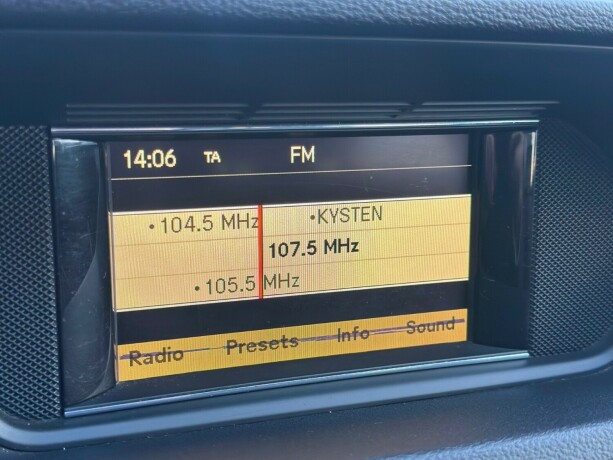 14:06 TA FM
•104.5 MHz •KYSTEN
107.5 MHz
•105.5 MHz
Radio Presets Info Sound